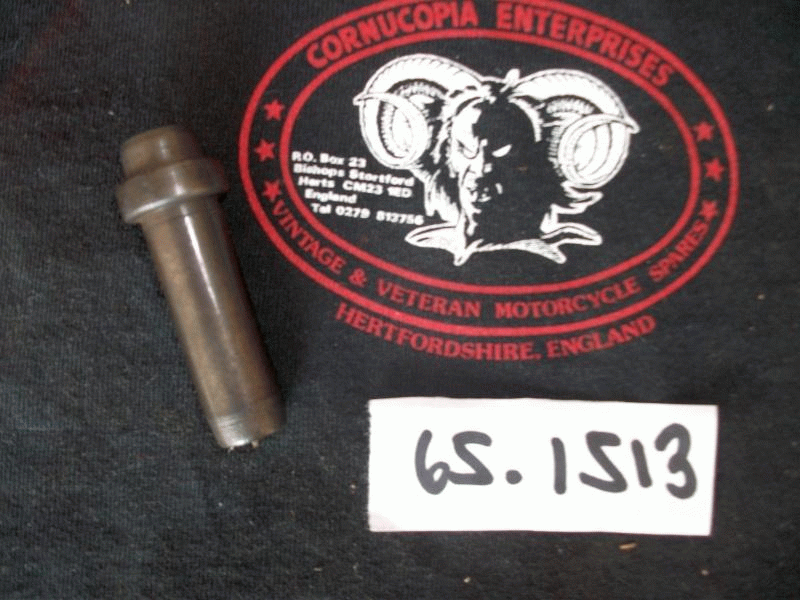 CORNUCOPIA ENTERPRISES
P.O. Box 23
Bishops Stortford
Herts CM23 1ED
England
Tel 0279 813756
VINTAGE & VETERAN MOTORCYCLE SPARES
HERTFORDSHIRE. ENGLAND
65.1513